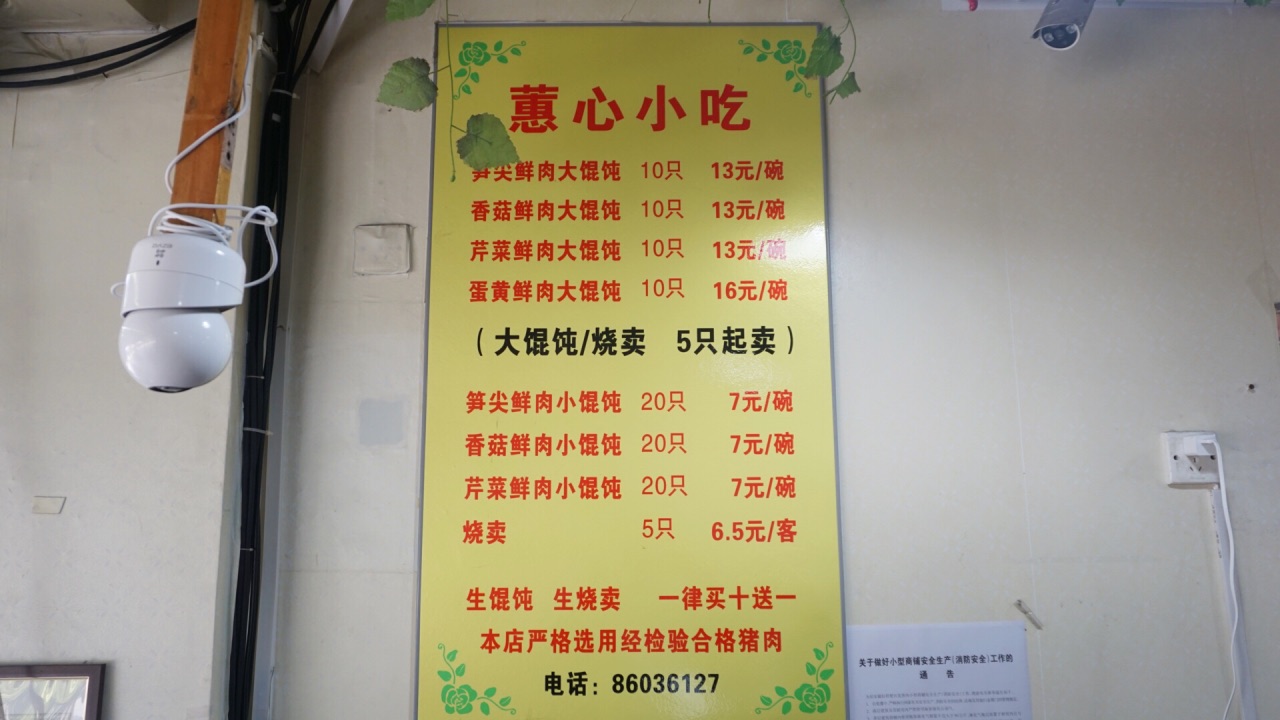 蕙心小吃
笋尖鲜肉大馄饨 10只 13元/碗
香菇鲜肉大馄饨 10只 13元/碗
芹菜鲜肉大馄饨 10只 13元/碗
蛋黄鲜肉大馄饨 10只 16元/碗
（大馄饨/烧卖 5只起卖）
笋尖鲜肉小馄饨 20只 7元/碗
香菇鲜肉小馄饨 20只 7元/碗
芹菜鲜肉小馄饨 20只 7元/碗
烧卖 5只 6.5元/客
生馄饨 生烧卖 一律买十送一
本店严格选用经检验合格猪肉
电话：86036127
关于做好小型商铺安全生产（消防安全）工作的
通 告